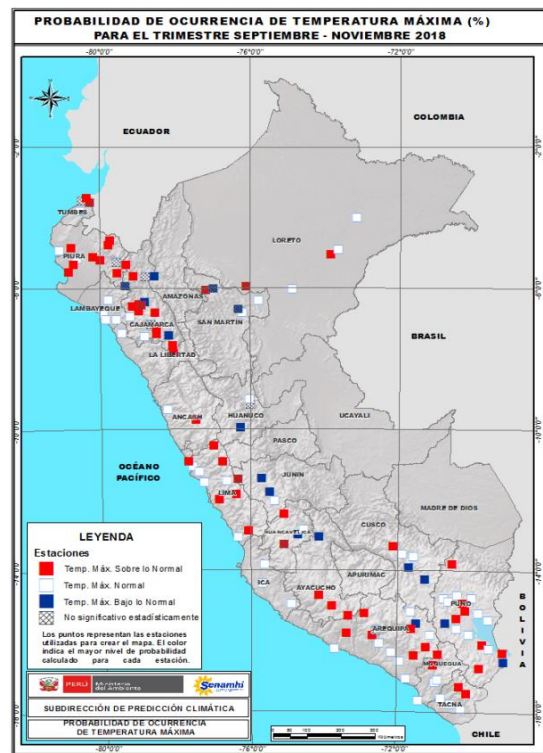 PROBABILIDAD DE OCURRENCIA DE TEMPERATURA MÁXIMA (%)
PARA EL TRIMESTRE SEPTIEMBRE - NOVIEMBRE 2018
-80°0'0" -76°0'0" -72°0'0"
COLOMBIA
ECUADOR
TUMBES
LORETO
PIURA
AMAZONAS
LAMBAYEQUE
SAN MARTÍN
CAJAMARCA
BRASIL
LA LIBERTAD
ANCASH
HUANUCO
UCAYALI
PASCO
OCÉANO
PACÍFICO
JUNIN
LIMA
MADRE DE DIOS
CUSCO
HUANCAVELICA
ICA
AYACUCHO
APURIMAC
PUNO
AREQUIPA
MOQUEGUA
TACNA
BOLIVIA
CHILE
LEYENDA
Estaciones
Temp. Máx. Sobre lo Normal
Temp. Máx. Normal
Temp. Máx. Bajo lo Normal
No significativo estadísticamente
Los puntos representan las estaciones
utilizadas para crear el mapa. El color
indica el mayor nivel de probabilidad
calculado para cada estación.
PERÚ Ministerio del Ambiente Senamhi
SUBDIRECCIÓN DE PREDICCIÓN CLIMÁTICA
PROBABILIDAD DE OCURRENCIA
DE TEMPERATURA MÁXIMA